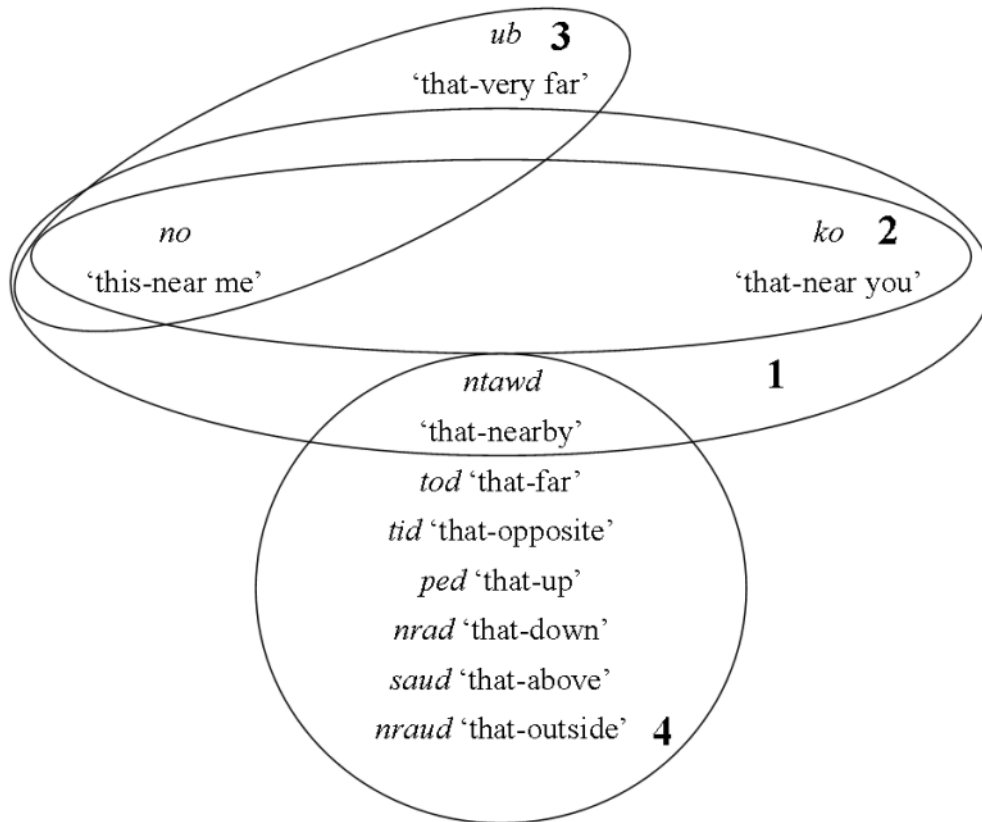 ub 3
‘that-very far’
no
ko 2
‘this-near me’
‘that-near you’
ntawd
1
‘that-nearby’
tod ‘that-far’
tid ‘that-opposite’
ped ‘that-up’
nrad ‘that-down’
saud ‘that-above’
nraud ‘that-outside’ 4